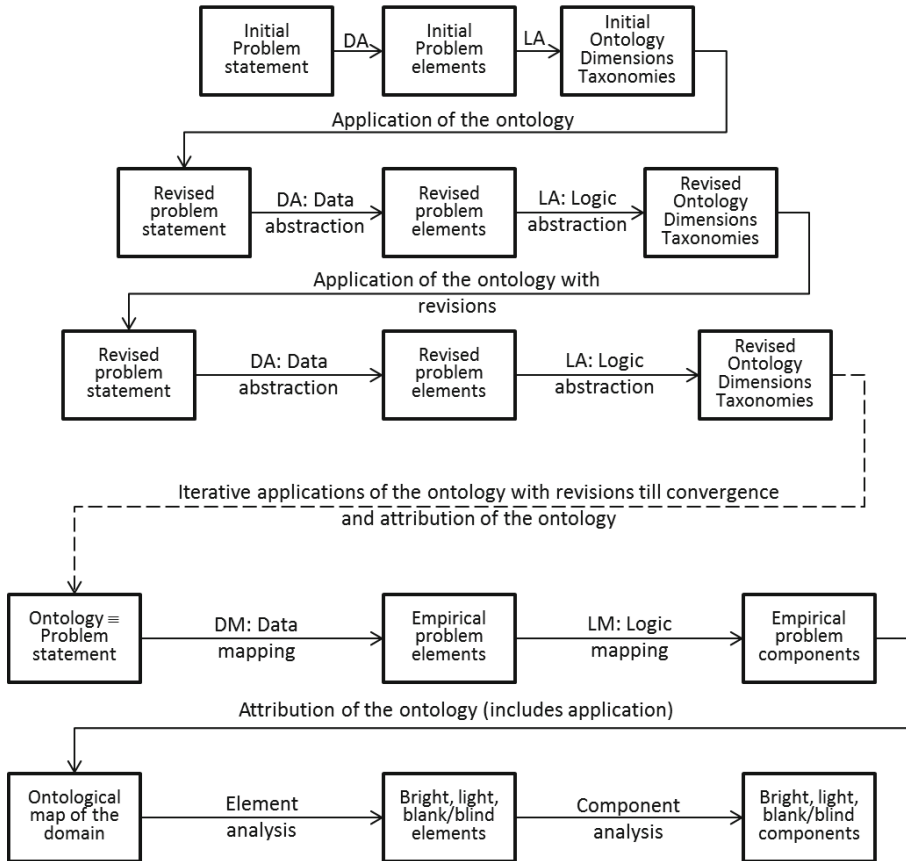 Initial
Problem
statement
DA
Initial
Problem
elements
LA
Initial
Ontology
Dimensions
Taxonomies
Application of the ontology
Revised
problem
statement
DA: Data
abstraction
Revised
problem
elements
LA: Logic
abstraction
Revised
Ontology
Dimensions
Taxonomies
Application of the ontology with
revisions
Revised
problem
statement
DA: Data
abstraction
Revised
problem
elements
LA: Logic
abstraction
Revised
Ontology
Dimensions
Taxonomies
Iterative applications of the ontology with revisions till convergence
and attribution of the ontology
Ontology ≡
Problem
statement
DM: Data
mapping
Empirical
problem
elements
LM: Logic
mapping
Empirical
problem
components
Attribution of the ontology (includes application)
Ontological
map of the
domain
Element
analysis
Bright, light,
blank/blind
elements
Component
analysis
Bright, light,
blank/blind
components